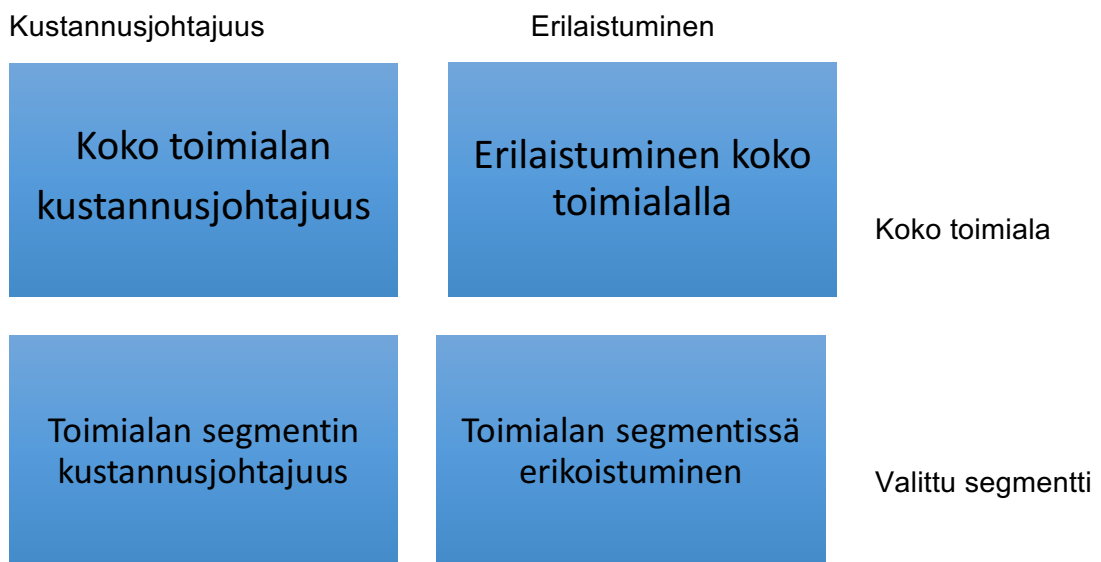 Kustannusjohtajuus
Erilaistuminen
Koko toimialan
kustannusjohtajuus
Erilaistuminen koko
toimialalla
Koko toimiala
Toimialan segmentin
kustannusjohtajuus
Toimialan segmentissä
erikoistuminen
Valittu segmentti